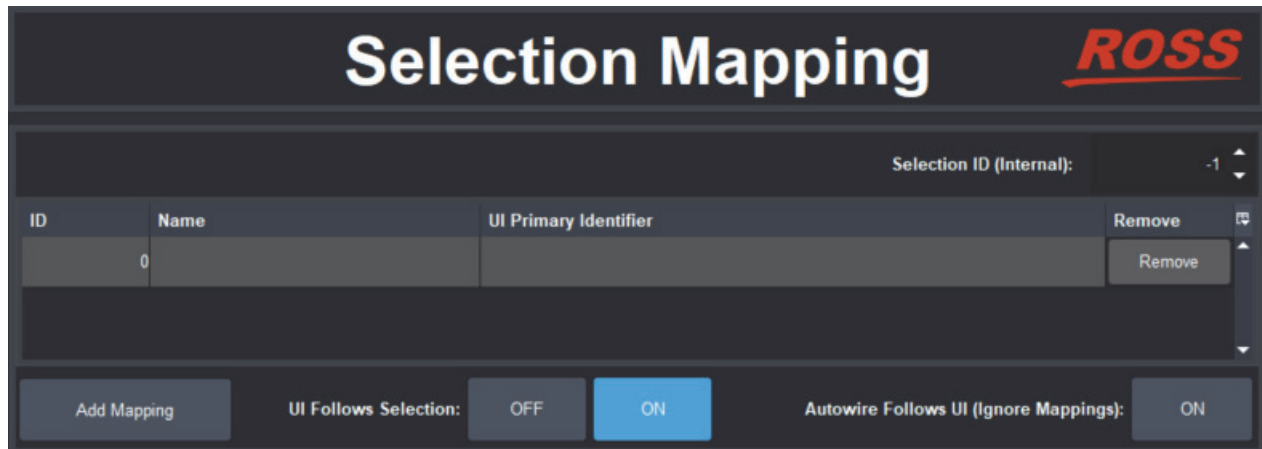 Selection Mapping
ROSS
Selection ID (Internal): -1
ID Name UI Primary Identifier Remove
0 Remove
Add Mapping UI Follows Selection: OFF ON Autowire Follows UI (Ignore Mappings): ON